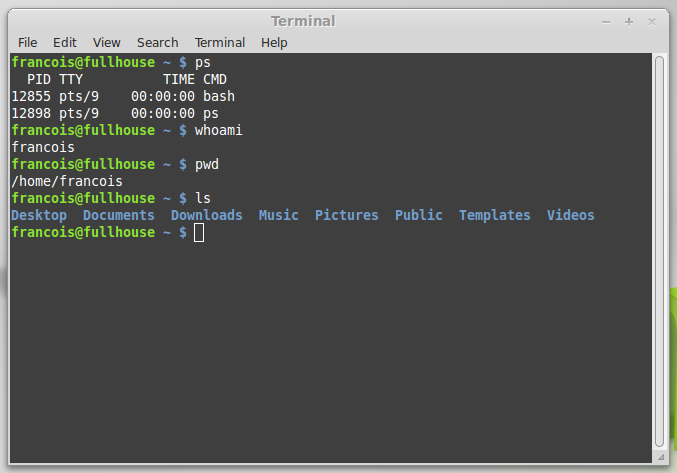 Terminal
File Edit View Search Terminal Help
francois@fullhouse ~ $ ps
  PID TTY          TIME CMD
12855 pts/9    00:00:00 bash
12898 pts/9    00:00:00 ps
francois@fullhouse ~ $ whoami
francois
francois@fullhouse ~ $ pwd
/home/francois
francois@fullhouse ~ $ ls
Desktop  Documents  Downloads  Music  Pictures  Public  Templates  Videos
francois@fullhouse ~ $